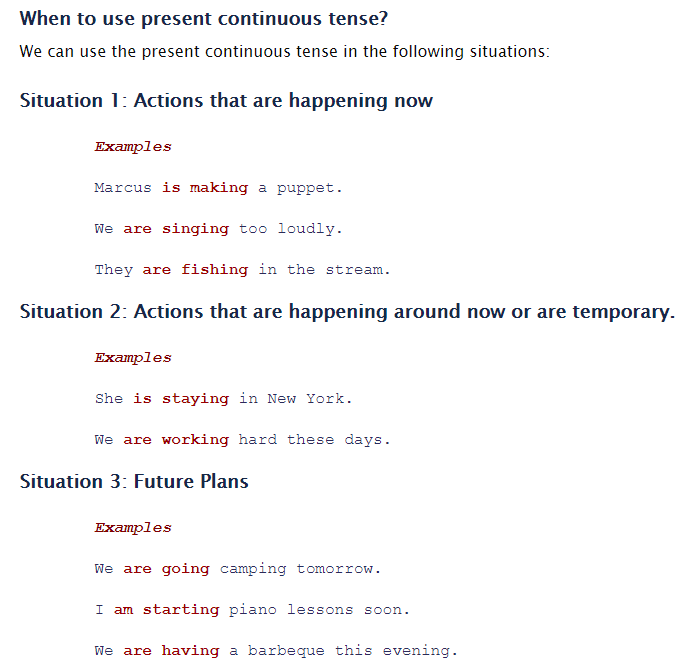 When to use present continuous tense?
We can use the present continuous tense in the following situations:
Situation 1: Actions that are happening now
Examples
Marcus is making a puppet.
We are singing too loudly.
They are fishing in the stream.
Situation 2: Actions that are happening around now or are temporary.
Examples
She is staying in New York.
We are working hard these days.
Situation 3: Future Plans
Examples
We are going camping tomorrow.
I am starting piano lessons soon.
We are having a barbeque this evening.